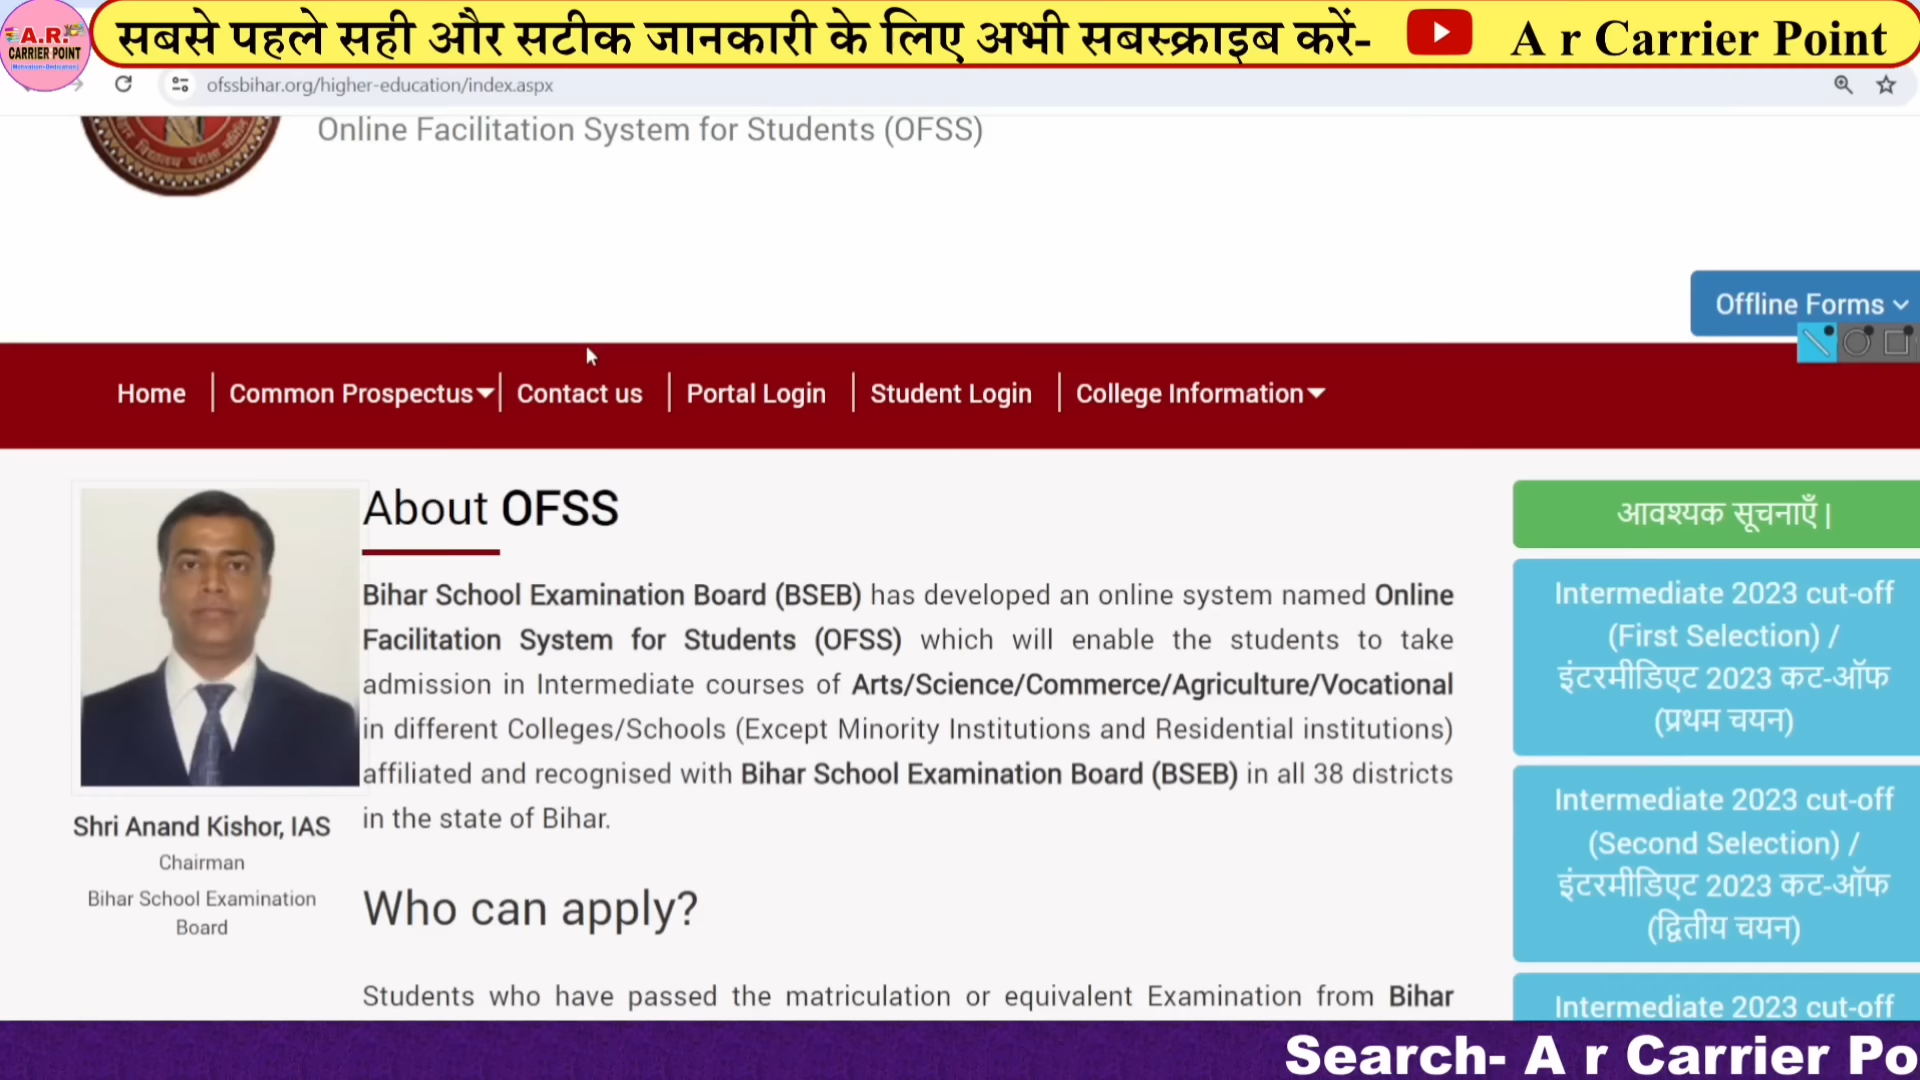 सबसे पहले सही और सटीक जानकारी के लिए अभी सबस्क्राइब करें- A r Carrier Point
A.R.
CARRIER POINT
ofssbihar.org/higher-education/index.aspx
Online Facilitation System for Students (OFSS)
Offline Forms
Home Common Prospectus Contact us Portal Login Student Login College Information
About OFSS
Bihar School Examination Board (BSEB) has developed an online system named Online
Facilitation System for Students (OFSS) which will enable the students to take
admission in Intermediate courses of Arts/Science/Commerce/Agriculture/Vocational
in different Colleges/Schools (Except Minority Institutions and Residential institutions)
affiliated and recognised with Bihar School Examination Board (BSEB) in all 38 districts
in the state of Bihar.
Shri Anand Kishor, IAS
Chairman
Bihar School Examination
Board
Who can apply?
Students who have passed the matriculation or equivalent Examination from Bihar
आवश्यक सूचनाएँ |
Intermediate 2023 cut-off
(First Selection) /
इंटरमीडिएट 2023 कट-ऑफ
(प्रथम चयन)
Intermediate 2023 cut-off
(Second Selection) /
इंटरमीडिएट 2023 कट-ऑफ
(द्वितीय चयन)
Intermediate 2023 cut-off
Search- A r Carrier Po